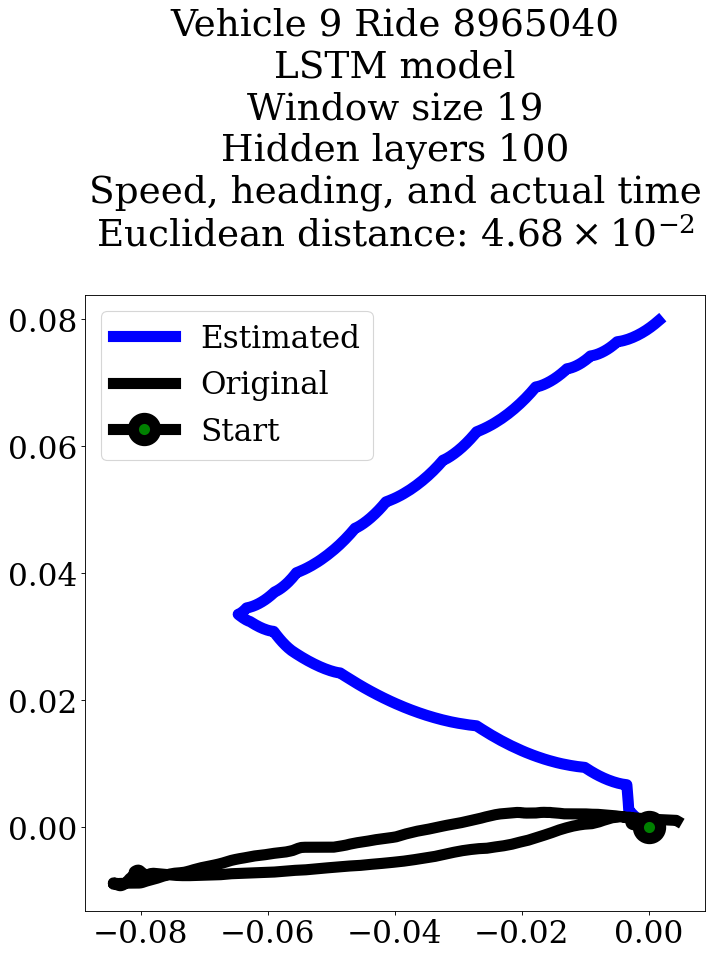 Vehicle 9 Ride 8965040
LSTM model
Window size 19
Hidden layers 100
Speed, heading, and actual time
Euclidean distance: 4.68 × 10⁻²
Estimated
Original
Start
0.08
0.06
0.04
0.02
0.00
−0.08 −0.06 −0.04 −0.02 0.00